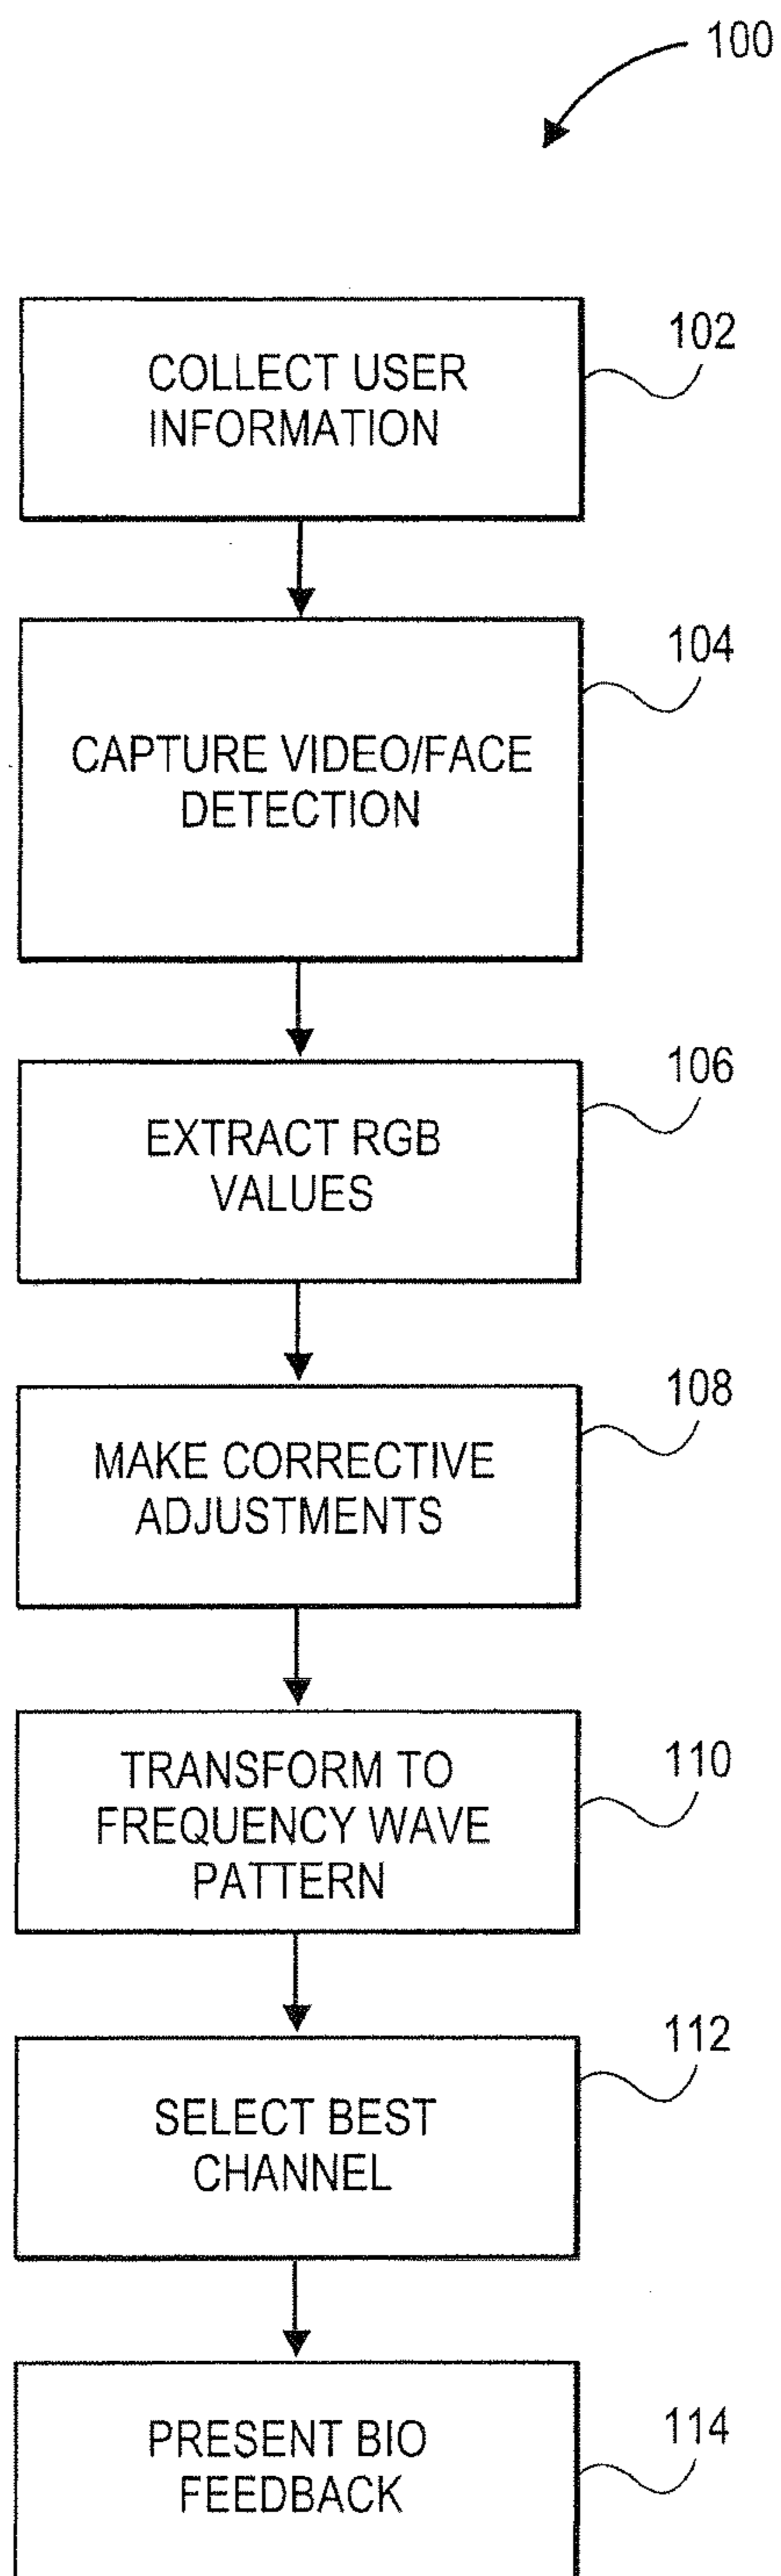 100
COLLECT USER
INFORMATION
102
CAPTURE VIDEO/FACE
DETECTION
104
EXTRACT RGB
VALUES
106
MAKE CORRECTIVE
ADJUSTMENTS
108
TRANSFORM TO
FREQUENCY WAVE
PATTERN
110
SELECT BEST
CHANNEL
112
PRESENT BIO
FEEDBACK
114